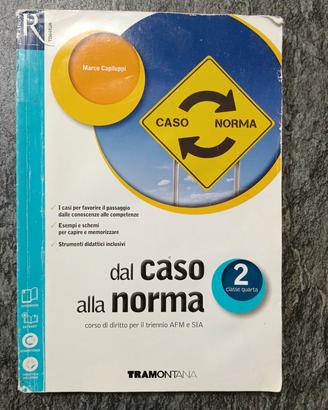 Marco Capiluppi
CASO NORMA
✓ I casi per favorire il passaggio
dalle conoscenze alle competenze
✓ Esempi e schemi
per capire e memorizzare
✓ Strumenti didattici inclusivi
dal caso
alla norma
2
classe quarta
corso di diritto per il triennio AFM e SIA
TRAMONTANA